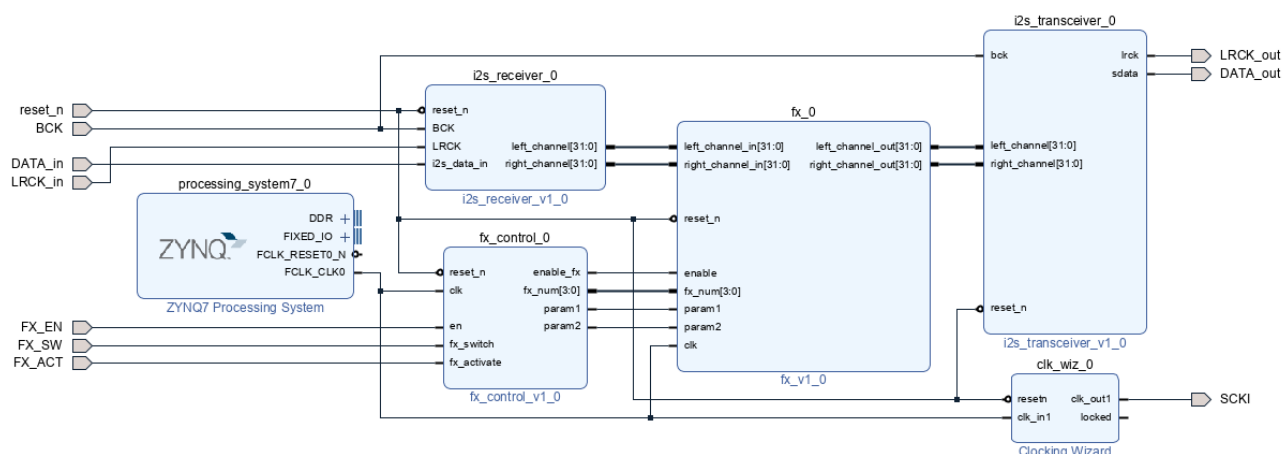 i2s_transceiver_0
bck
lrck
sdata
left_channel[31:0]
right_channel[31:0]
reset_n
i2s_transceiver_v1_0
LRCK_out
DATA_out
i2s_receiver_0
reset_n
BCK
LRCK
i2s_data_in
left_channel[31:0]
right_channel[31:0]
i2s_receiver_v1_0
reset_n
BCK
DATA_in
LRCK_in
fx_0
left_channel_in[31:0]
right_channel_in[31:0]
left_channel_out[31:0]
right_channel_out[31:0]
reset_n
enable
fx_num[3:0]
param1
param2
clk
fx_v1_0
processing_system7_0
ZYNQ
DDR
FIXED_IO
FCLK_RESET0_N
FCLK_CLK0
ZYNQ7 Processing System
fx_control_0
reset_n
clk
en
fx_switch
fx_activate
enable_fx
fx_num[3:0]
param1
param2
fx_control_v1_0
FX_EN
FX_SW
FX_ACT
clk_wiz_0
resetn
clk_in1
clk_out1
locked
Clocking Wizard
SCKI